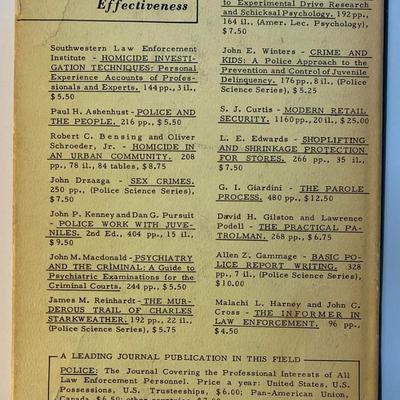 Effectiveness
Southwestern Law Enforcement
Institute - HOMICIDE INVESTI-
GATION TECHNIQUES: Personal
Experience Accounts of Profes-
sionals and Experts. 144 pp., 3 il.,
$5.50
Paul H. Ashenhust - POLICE AND
THE PEOPLE. 216 pp., $5.50
Robert C. Bensing and Oliver
Schroeder, Jr. HOMICIDE IN
AN URBAN COMMUNITY. 208
pp., 78 il., 84 tables, $8.75
John Drzazga - SEX CRIMES.
250 pp., (Police Science Series),
$7.50
John P. Kenney and Dan G. Pursuit
- POLICE WORK WITH JUVE-
NILES. 2nd Ed., 404 pp., 15 il.,
$9.50
John M. Macdonald - PSYCHIATRY
AND THE CRIMINAL: A Guide to
Psychiatric Examinations for the
Criminal Courts. 244 pp., $5.50
James M. Reinhardt - THE MUR-
DEROUS TRAIL OF CHARLES
STARKWEATHER. 192 pp., 22 il.,
(Police Science Series), $5.75
to Experimental Drive Research
and Schicksal Psychology. 192 pp.,
164 il., (Amer. Lec. Psychology),
$7.50
John E. Winters - CRIME AND
KIDS: A Police Approach to the
Prevention and Control of Juvenile
Delinquency. 176 pp., 8 il., (Police
Science Series), $5.25
S. J. Curtis - MODERN RETAIL
SECURITY. 1160 pp., 20 il., $25.00
L. E. Edwards - SHOPLIFTING
AND SHRINKAGE PROTECTION
FOR STORES. 266 pp., 35 il.,
$7.50
G. I. Giardini - THE PAROLE
PROCESS. 480 pp., $12.50
David H. Gilston and Lawrence
Podell - THE PRACTICAL PA-
TROLMAN. 268 pp., $6.75
Allen Z. Gammage - BASIC PO-
LICE REPORT WRITING. 328
pp., 7 il., (Police Science Series),
$10.00
Malachi L. Harney and John C.
Cross - THE INFORMER IN
LAW ENFORCEMENT. 96 pp.,
$4.50
A LEADING JOURNAL PUBLICATION IN THIS FIELD
POLICE: The Journal Covering the Professional Interests of All
Law Enforcement Personnel. Price a year: United States, U.S.
Possessions, U.S. Trusteeships, $6.00; Pan-American Union,
Canada, $6.50; other countries, $7.00